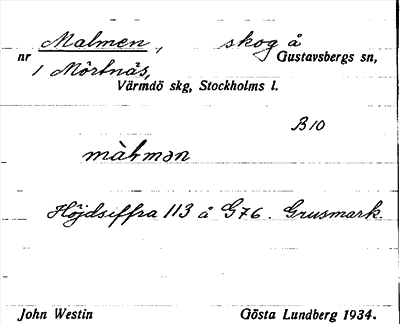 Malmen, skog å
nr Gustavsbergs sn,
1 Mörtnäs,
Värmdö skg, Stockholms l.
B10
màlmən
Höjdsiffra 113 å G76. Grusmark.
John Westin Gösta Lundberg 1934.